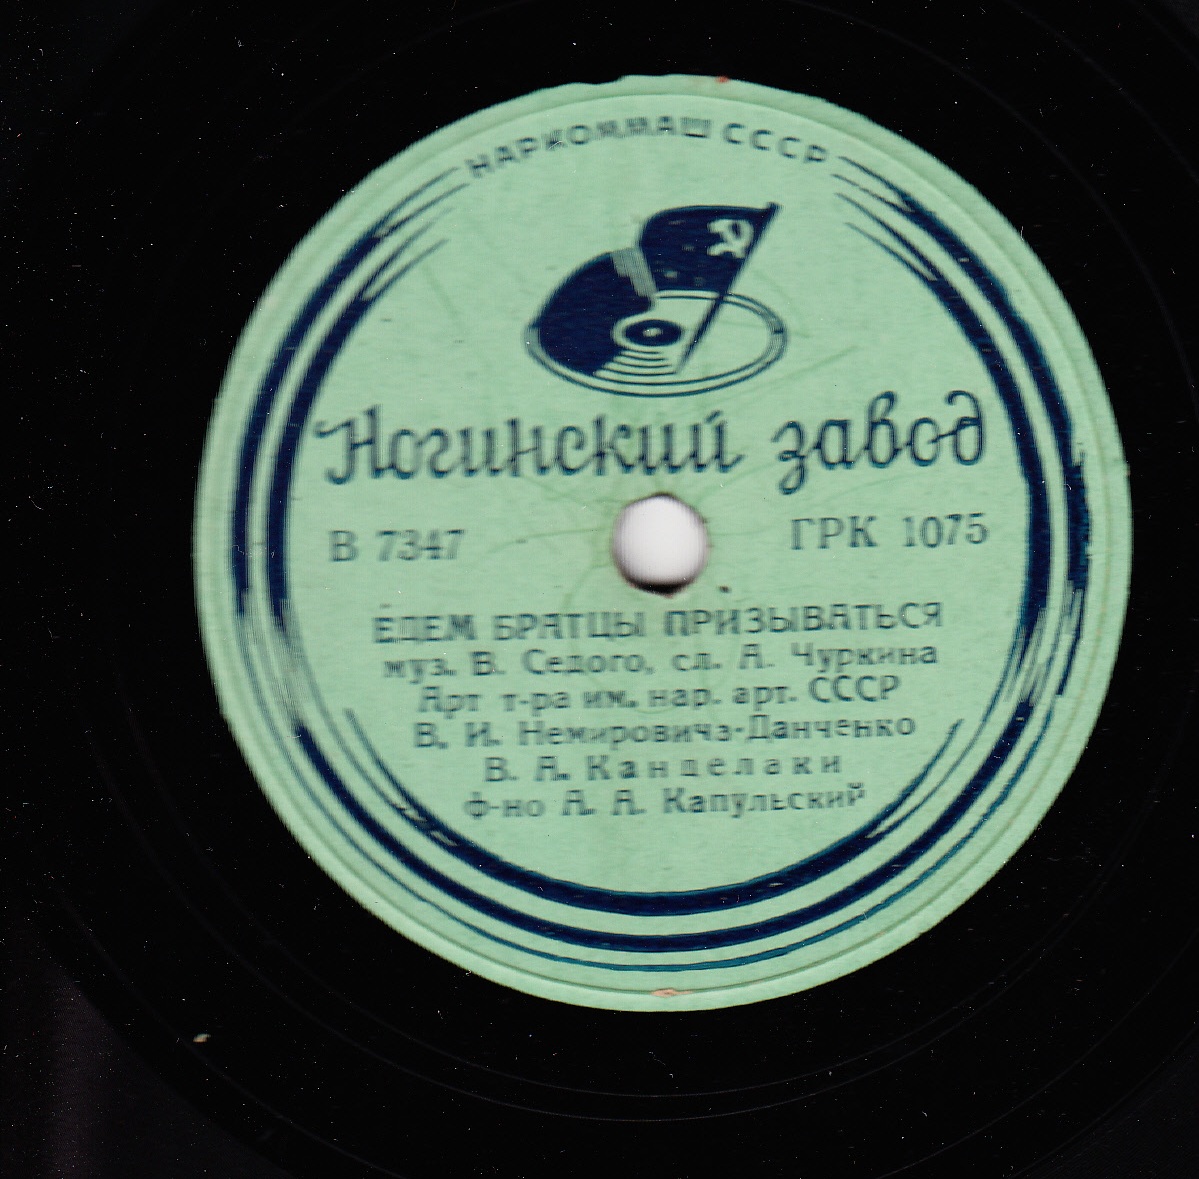 НАРКОММАШ СССР
Ногинский завод
В 7347 ГРК 1075
ЕДЕМ БРАТЦЫ ПРИЗЫВАТЬСЯ
муз. В. Седого, сл. А. Чуркина
Арт т-ра им. нар. арт. СССР
В. И. Немировича-Данченко
В. А. Канделаки
ф-но А. А. Капульский